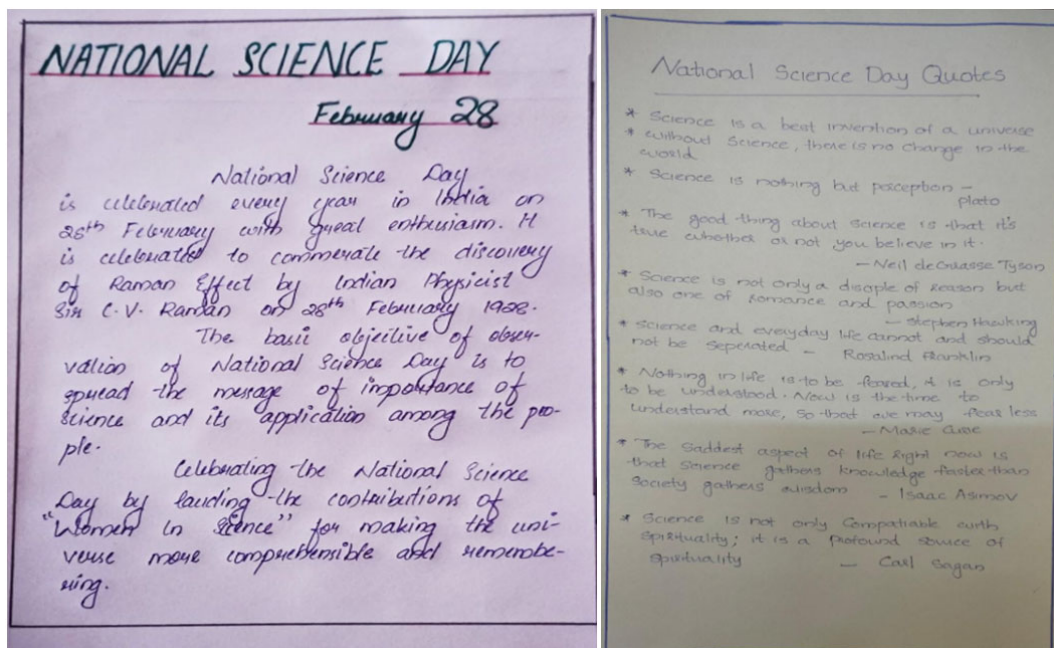 NATIONAL SCIENCE DAY
February 28
National Science Day
is celebrated every year in India on
28th February with great enthusiasm. It
is celebrated to commerate the discovery
of Raman Effect by Indian Physicist
Sir C.V. Raman on 28th February 1928.
The basic objective of obser-
vation of National Science Day is to
spread the message of importance of
science and its application among the peo-
ple.
Celebrating the National Science
Day by lauding the contributions of
"Women in Science" for making the uni-
verse more comprehensible and remembe-
ring.
National Science Day Quotes
* Science is a best invention of a universe
* without Science, there is no change in the
world
* Science is nothing but perception -
plato
* The good thing about science is that it's
true whether or not you believe in it.
- Neil deGrasse Tyson
* Science is not only a disciple of reason but
also one of romance and passion
- Stephen Hawking
* Science and everyday life cannot and should
not be seperated - Rosalind Franklin
* Nothing in life is to be feared, it is only
to be understood. Now is the time to
understand more, so that we may fear less
- Marie Curie
* The Saddest aspect of life Right now is
that science gathers knowledge faster than
society gathers wisdom - Isaac Asimov
* Science is not only Compatiable with
spirituality; it is a profound source of
spirituality - Carl Sagan